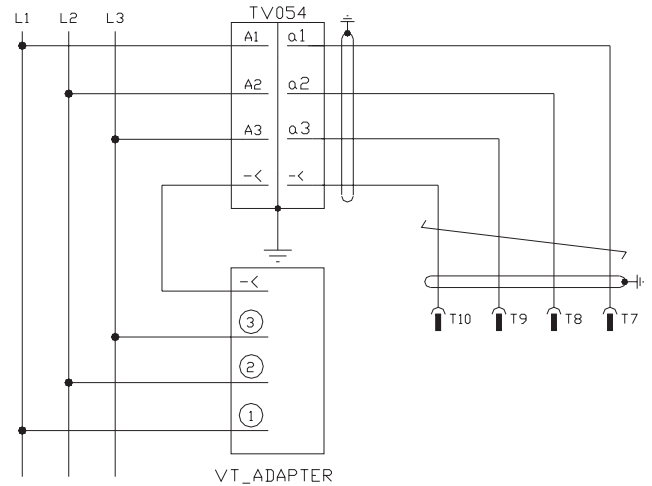 L1 L2 L3
TV054
A1 a1
A2 a2
A3 a3
-< -<
-<
3
2
1
T10 T9 T8 T7
VT_ADAPTER